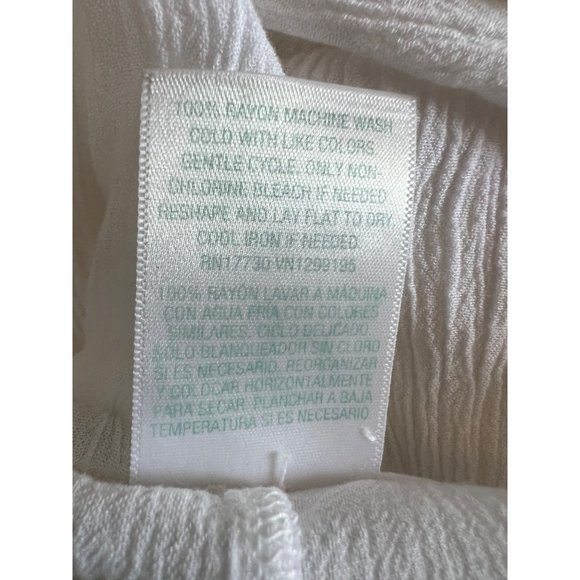 100% RAYON MACHINE WASH
COLD WITH LIKE COLORS
GENTLE CYCLE. ONLY NON-
CHLORINE BLEACH IF NEEDED
RESHAPE AND LAY FLAT TO DRY.
COOL IRON IF NEEDED
RN17730 VN1299195
100% RAYON LAVAR A MAQUINA
CON AGUA FRIA CON COLORES
SIMILARES. CICLO DELICADO.
SOLO BLANQUEADOR SIN CLORO
SI ES NECESARIO. REORGANIZAR
Y COLOCAR HORIZONTALMENTE
PARA SECAR. PLANCHAR A BAJA
TEMPERATURA SI ES NECESARIO